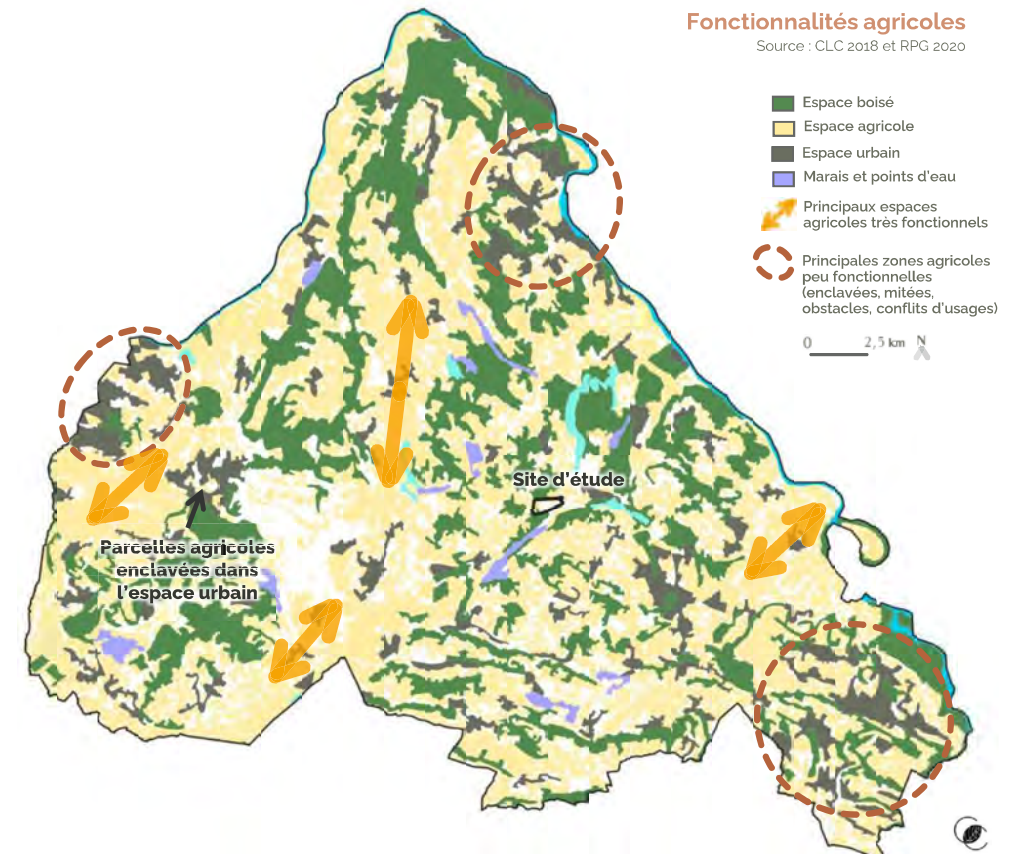 Fonctionnalités agricoles
Source : CLC 2018 et RPG 2020
Espace boisé
Espace agricole
Espace urbain
Marais et points d'eau
Principaux espaces
agricoles très fonctionnels
Principales zones agricoles
peu fonctionnelles
(enclavées, mitées,
obstacles, conflits d'usages)
0 2,5 km N
Site d'étude
Parcelles agricoles
enclavées dans
l'espace urbain